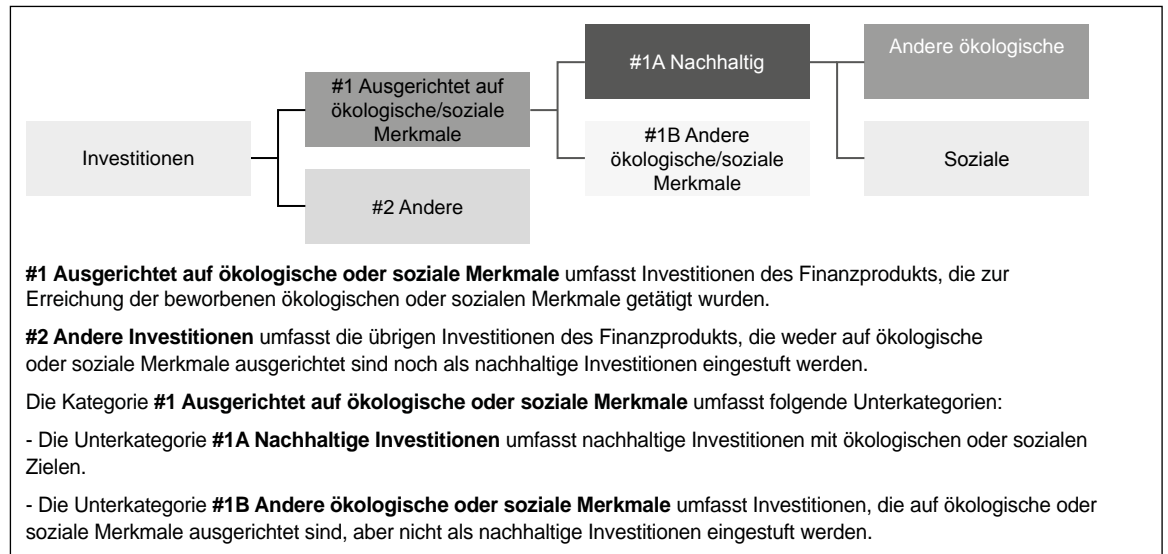 Investitionen
#1 Ausgerichtet auf
ökologische/soziale
Merkmale
#2 Andere
#1A Nachhaltig
#1B Andere
ökologische/soziale
Merkmale
Andere ökologische
Soziale
#1 Ausgerichtet auf ökologische oder soziale Merkmale umfasst Investitionen des Finanzprodukts, die zur
Erreichung der beworbenen ökologischen oder sozialen Merkmale getätigt wurden.
#2 Andere Investitionen umfasst die übrigen Investitionen des Finanzprodukts, die weder auf ökologische
oder soziale Merkmale ausgerichtet sind noch als nachhaltige Investitionen eingestuft werden.
Die Kategorie #1 Ausgerichtet auf ökologische oder soziale Merkmale umfasst folgende Unterkategorien:
- Die Unterkategorie #1A Nachhaltige Investitionen umfasst nachhaltige Investitionen mit ökologischen oder sozialen
Zielen.
- Die Unterkategorie #1B Andere ökologische oder soziale Merkmale umfasst Investitionen, die auf ökologische oder
soziale Merkmale ausgerichtet sind, aber nicht als nachhaltige Investitionen eingestuft werden.